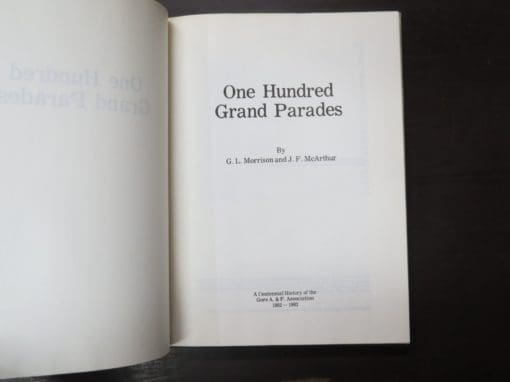 One Hundred
Grand Parades
By
G. L. Morrison and J. F. McArthur
A Centennial History of the
Gore A. & P. Association
1882 — 1982